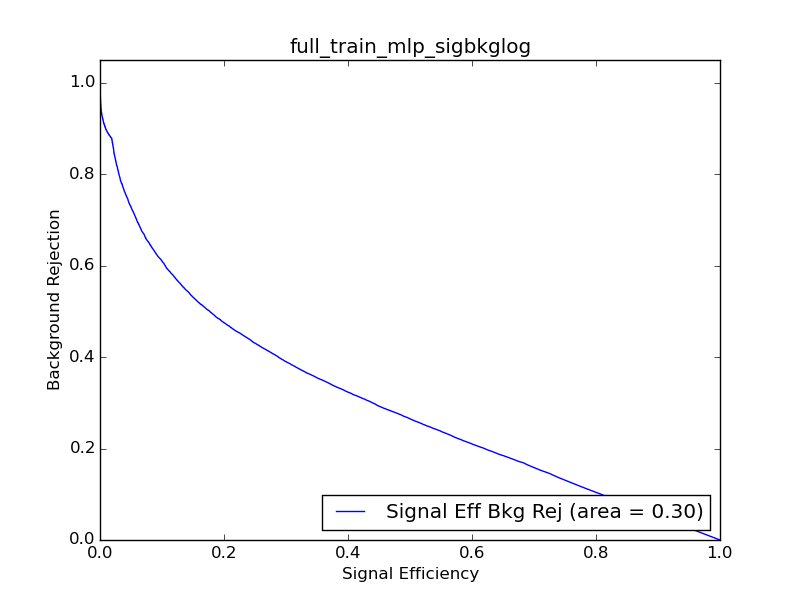 full_train_mlp_sigbkglog
1.0
0.8
0.6
0.4
0.2
0.0
Background Rejection
Signal Eff Bkg Rej (area = 0.30)
0.0 0.2 0.4 0.6 0.8 1.0
Signal Efficiency